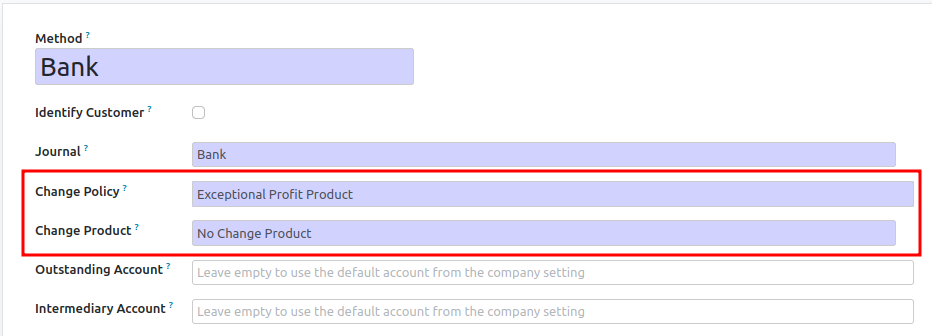 Method ?
Bank
Identify Customer ?
Journal ? Bank
Change Policy ? Exceptional Profit Product
Change Product ? No Change Product
Outstanding Account ? Leave empty to use the default account from the company setting
Intermediary Account ? Leave empty to use the default account from the company setting